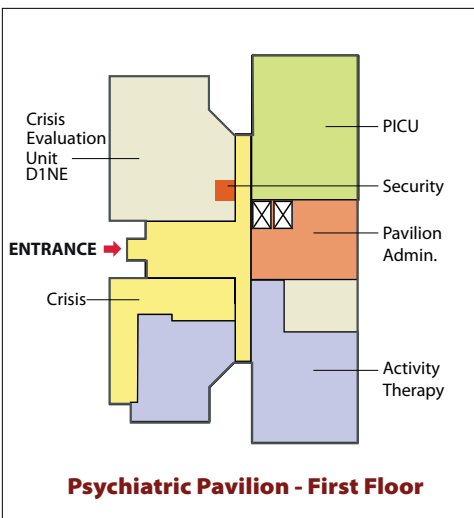 Crisis
Evaluation
Unit
D1NE
PICU
Security
ENTRANCE
Pavilion
Admin.
Crisis
Activity
Therapy
Psychiatric Pavilion - First Floor